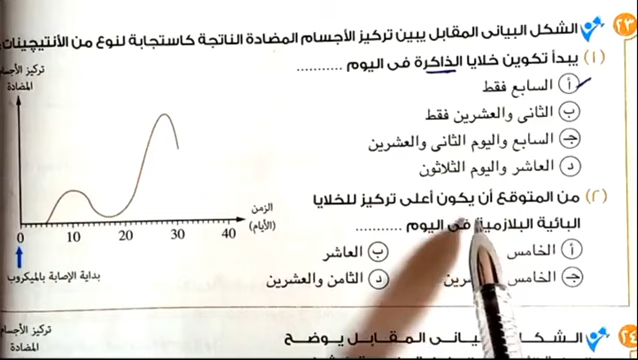 ٢٣ الشكل البيانى المقابل يبين تركيز الأجسام المضادة الناتجة كاستجابة لنوع من الأنتيچينات
(١) يبدأ تكوين خلايا الذاكرة فى اليوم ...........
أ السابع فقط
ب الثانى والعشرين فقط
جـ السابع واليوم الثانى والعشرين
د العاشر واليوم الثلاثون
(٢) من المتوقع أن يكون أعلى تركيز للخلايا
البائية البلازمية فى اليوم ...........
أ الخامس
ب العاشر
جـ الخامس
د الثامن والعشرين
تركيز الأجسام
المضادة
الزمن
(الأيام)
0 10 20 30 40
بداية الإصابة بالميكروب
٢٤ الشكل البيانى المقابل يوضح
تركيز الأجسام
المضادة